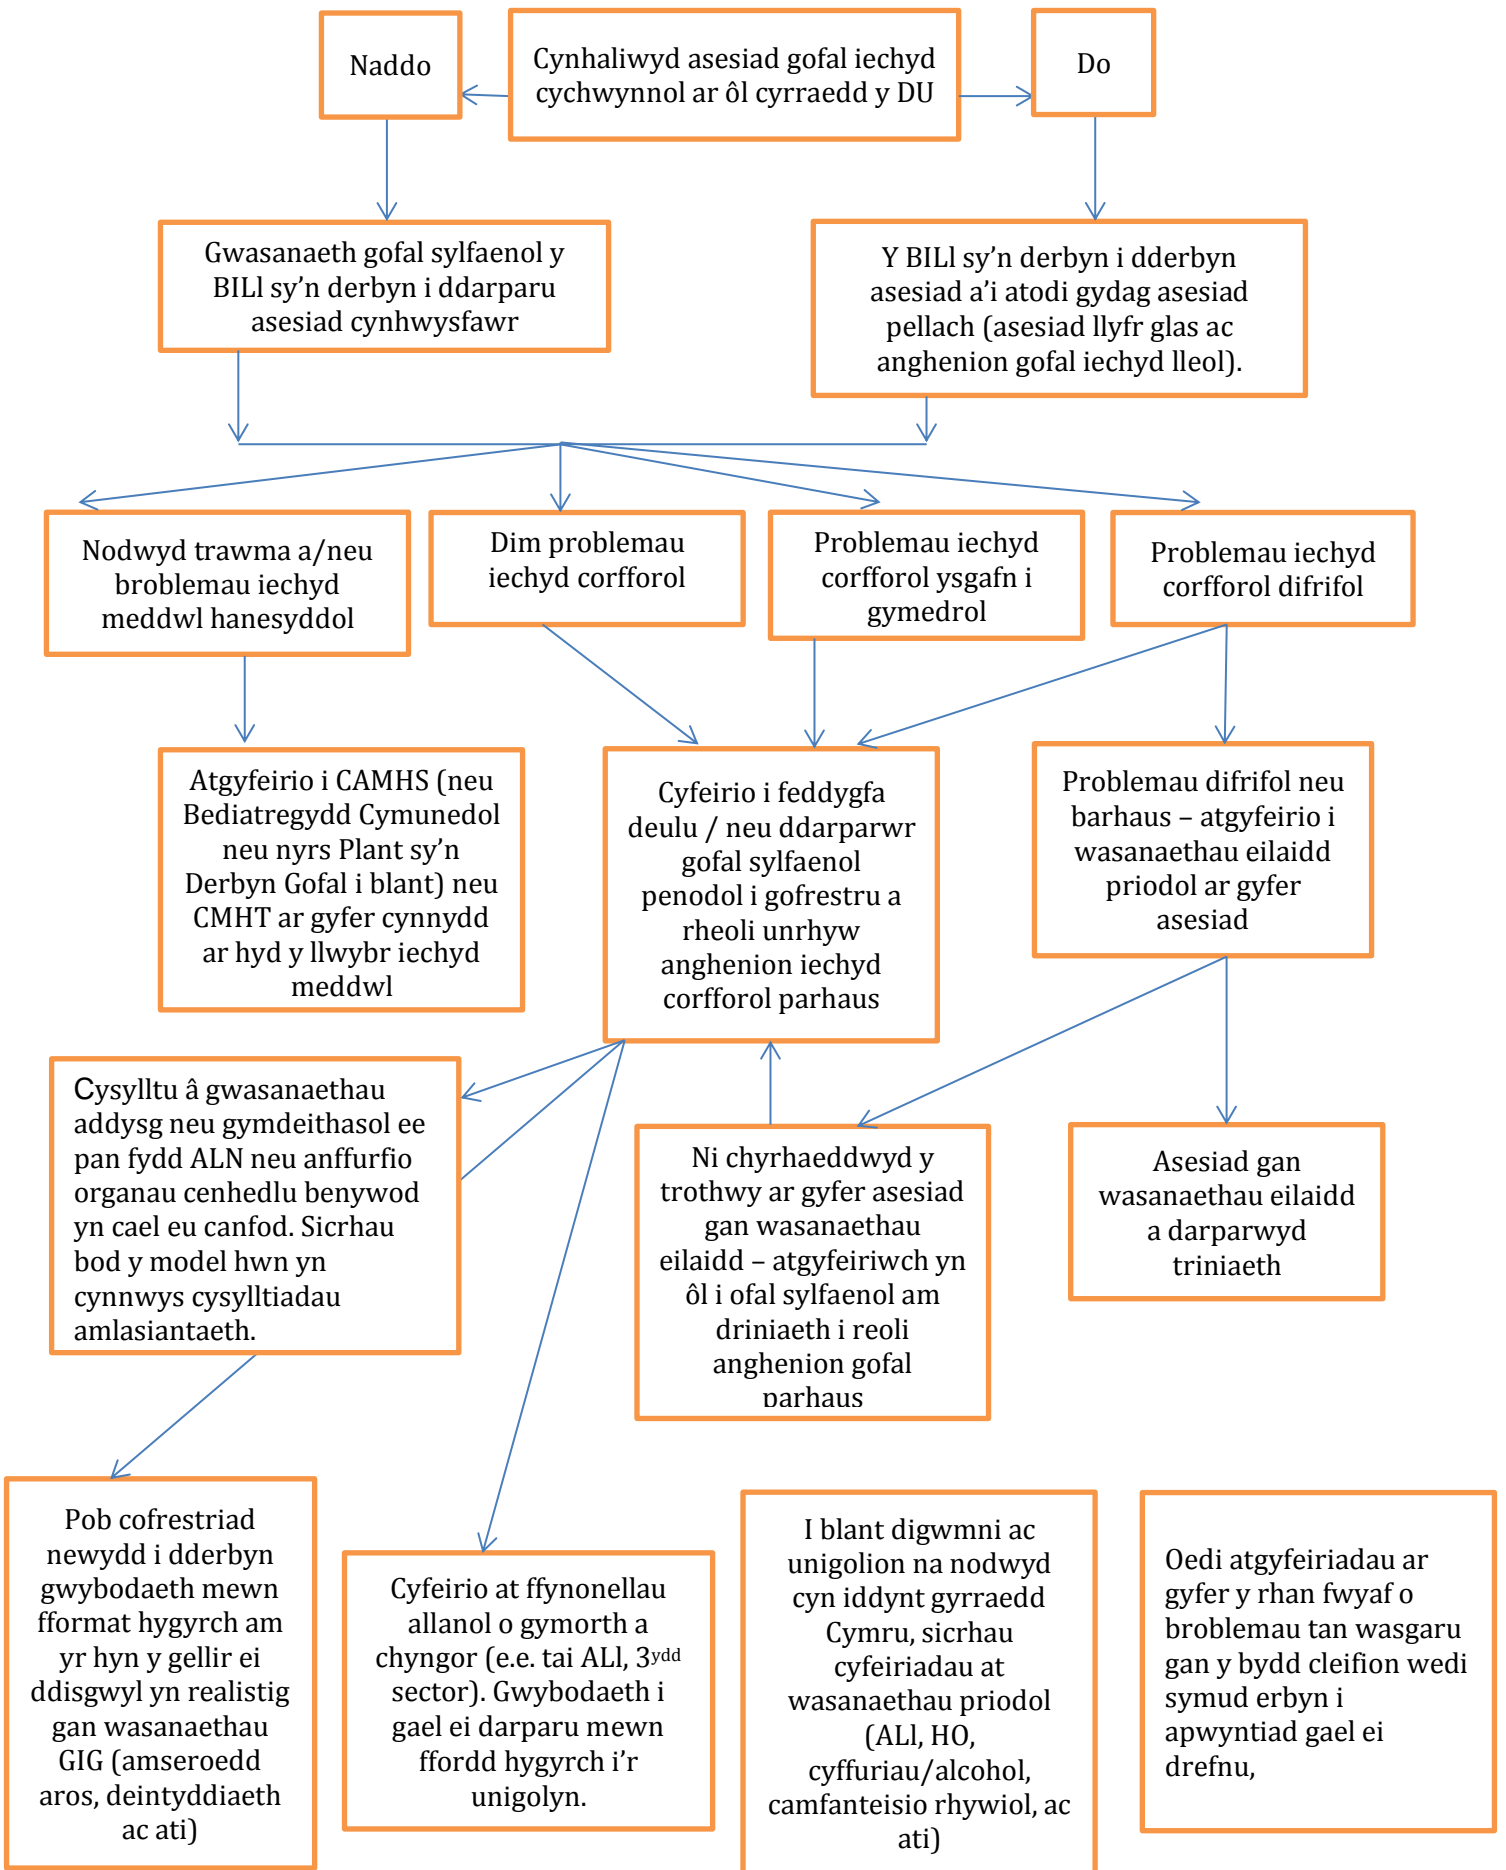 Naddo
Cynhaliwyd asesiad gofal iechyd
cychwynnol ar ôl cyrraedd y DU
Do
Gwasanaeth gofal sylfaenol y
BILl sy’n derbyn i ddarparu
asesiad cynhwysfawr
Y BILl sy’n derbyn i dderbyn
asesiad a’i atodi gydag asesiad
pellach (asesiad llyfr glas ac
anghenion gofal iechyd lleol).
Nodwyd trawma a/neu
broblemau iechyd
meddwl hanesyddol
Dim problemau
iechyd corfforol
Problemau iechyd
corfforol ysgafn i
gymedrol
Problemau iechyd
corfforol difrifol
Atgyfeirio i CAMHS (neu
Bediatregydd Cymunedol
neu nyrs Plant sy’n
Derbyn Gofal i blant) neu
CMHT ar gyfer cynnydd
ar hyd y llwybr iechyd
meddwl
Cyfeirio i feddygfa
deulu / neu ddarparwr
gofal sylfaenol
penodol i gofrestru a
rheoli unrhyw
anghenion iechyd
corfforol parhaus
Problemau difrifol neu
barhaus – atgyfeirio i
wasanaethau eilaidd
priodol ar gyfer
asesiad
Cysylltu â gwasanaethau
addysg neu gymdeithasol ee
pan fydd ALN neu anffurfio
organau cenhedlu benywod
yn cael eu canfod. Sicrhau
bod y model hwn yn
cynnwys cysylltiadau
amlasiantaeth.
Ni chyrhaeddwyd y
trothwy ar gyfer asesiad
gan wasanaethau
eilaidd – atgyfeiriwch yn
ôl i ofal sylfaenol am
driniaeth i reoli
anghenion gofal
parhaus
Asesiad gan
wasanaethau eilaidd
a darparwyd
triniaeth
Pob cofrestriad
newydd i dderbyn
gwybodaeth mewn
fformat hygyrch am
yr hyn y gellir ei
ddisgwyl yn realistig
gan wasanaethau
GIG (amseroedd
aros, deintyddiaeth
ac ati)
Cyfeirio at ffynonellau
allanol o gymorth a
chyngor (e.e. tai ALl, 3ydd
sector). Gwybodaeth i
gael ei darparu mewn
ffordd hygyrch i’r
unigolyn.
I blant digwmni ac
unigolion na nodwyd
cyn iddynt gyrraedd
Cymru, sicrhau
cyfeiriadau at
wasanaethau priodol
(ALl, HO,
cyffuriau/alcohol,
camfanteisio rhywiol, ac
ati)
Oedi atgyfeiriadau ar
gyfer y rhan fwyaf o
broblemau tan wasgaru
gan y bydd cleifion wedi
symud erbyn i
apwyntiad gael ei
drefnu,